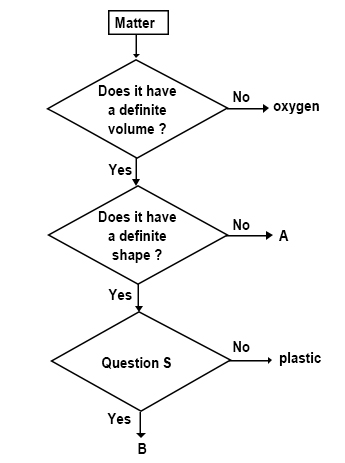 Matter
Does it have
a definite
volume ?
No
oxygen
Yes
Does it have
a definite
shape ?
No
A
Yes
Question S
No
plastic
Yes
B